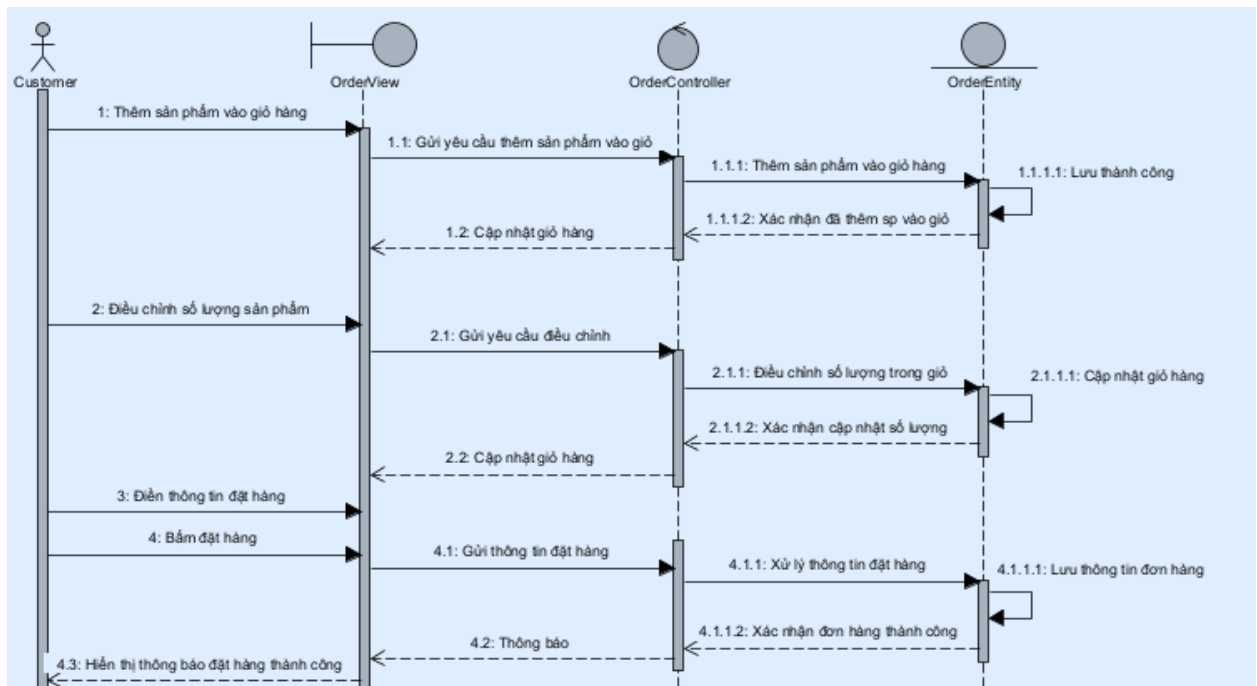 Customer
OrderView
OrderController
OrderEntity
1: Thêm sản phẩm vào giỏ hàng
1.1: Gửi yêu cầu thêm sản phẩm vào giỏ
1.1.1: Thêm sản phẩm vào giỏ hàng
1.1.1.1: Lưu thành công
1.1.1.2: Xác nhận đã thêm sp vào giỏ
1.2: Cập nhật giỏ hàng
2: Điều chỉnh số lượng sản phẩm
2.1: Gửi yêu cầu điều chỉnh
2.1.1: Điều chỉnh số lượng trong giỏ
2.1.1.1: Cập nhật giỏ hàng
2.1.1.2: Xác nhận cập nhật số lượng
2.2: Cập nhật giỏ hàng
3: Điền thông tin đặt hàng
4: Bấm đặt hàng
4.1: Gửi thông tin đặt hàng
4.1.1: Xử lý thông tin đặt hàng
4.1.1.1: Lưu thông tin đơn hàng
4.1.1.2: Xác nhận đơn hàng thành công
4.2: Thông báo
4.3: Hiển thị thông báo đặt hàng thành công